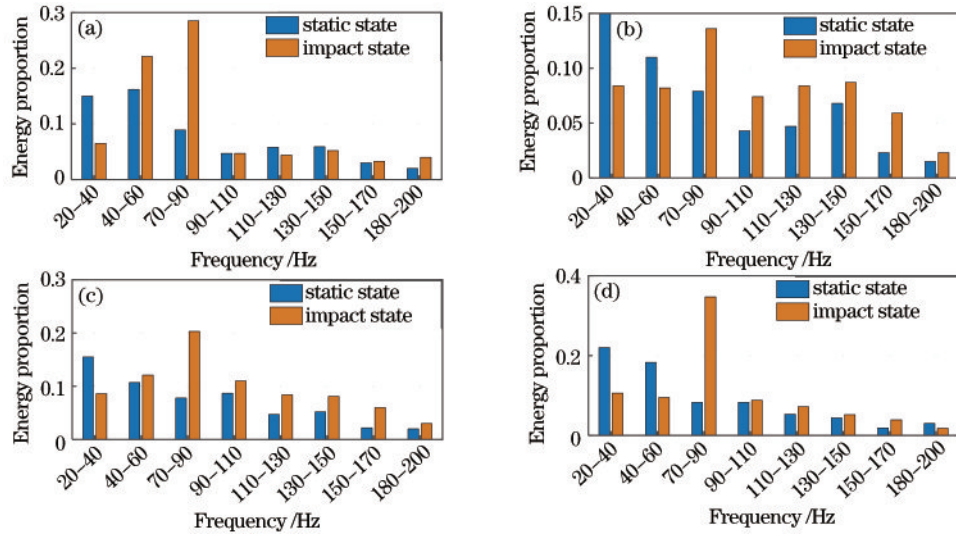 (a)
static state
impact state
Energy proportion
0.3
0.2
0.1
0
20–40
40–60
70–90
90–110
110–130
130–150
150–170
180–200
Frequency /Hz
(b)
static state
impact state
Energy proportion
0.15
0.10
0.05
0
20–40
40–60
70–90
90–110
110–130
130–150
150–170
180–200
Frequency /Hz
(c)
static state
impact state
Energy proportion
0.3
0.2
0.1
0
20–40
40–60
70–90
90–110
110–130
130–150
150–170
180–200
Frequency /Hz
(d)
static state
impact state
Energy proportion
0.4
0.2
0
20–40
40–60
70–90
90–110
110–130
130–150
150–170
180–200
Frequency /Hz